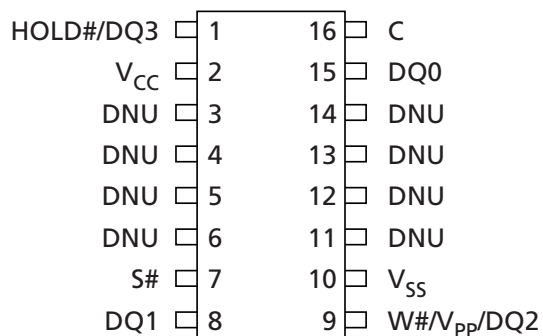 HOLD#/DQ3 1 16 C
VCC 2 15 DQ0
DNU 3 14 DNU
DNU 4 13 DNU
DNU 5 12 DNU
DNU 6 11 DNU
S# 7 10 VSS
DQ1 8 9 W#/VPP/DQ2